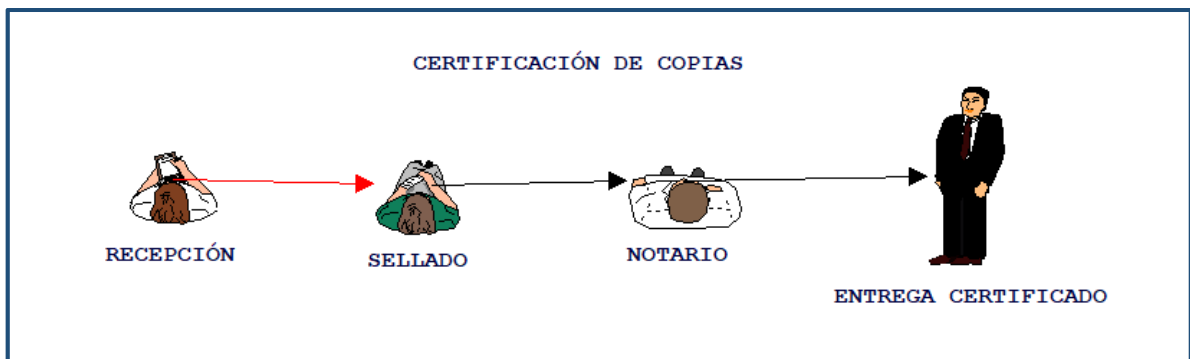 CERTIFICACIÓN DE COPIAS
RECEPCIÓN
SELLADO
NOTARIO
ENTREGA CERTIFICADO